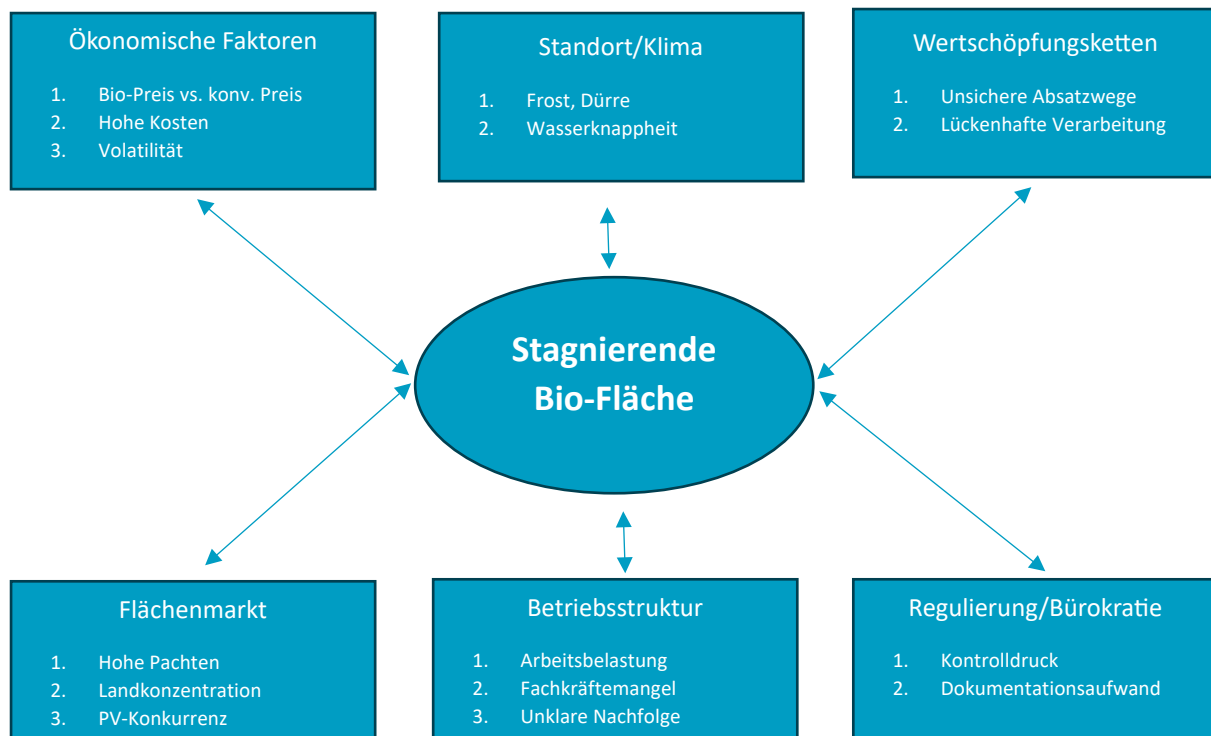 Ökonomische Faktoren
1. Bio-Preis vs. konv. Preis
2. Hohe Kosten
3. Volatilität
Standort/Klima
1. Frost, Dürre
2. Wasserknappheit
Wertschöpfungsketten
1. Unsichere Absatzwege
2. Lückenhafte Verarbeitung
Stagnierende
Bio-Fläche
Flächenmarkt
1. Hohe Pachten
2. Landkonzentration
3. PV-Konkurrenz
Betriebsstruktur
1. Arbeitsbelastung
2. Fachkräftemangel
3. Unklare Nachfolge
Regulierung/Bürokratie
1. Kontrolldruck
2. Dokumentationsaufwand